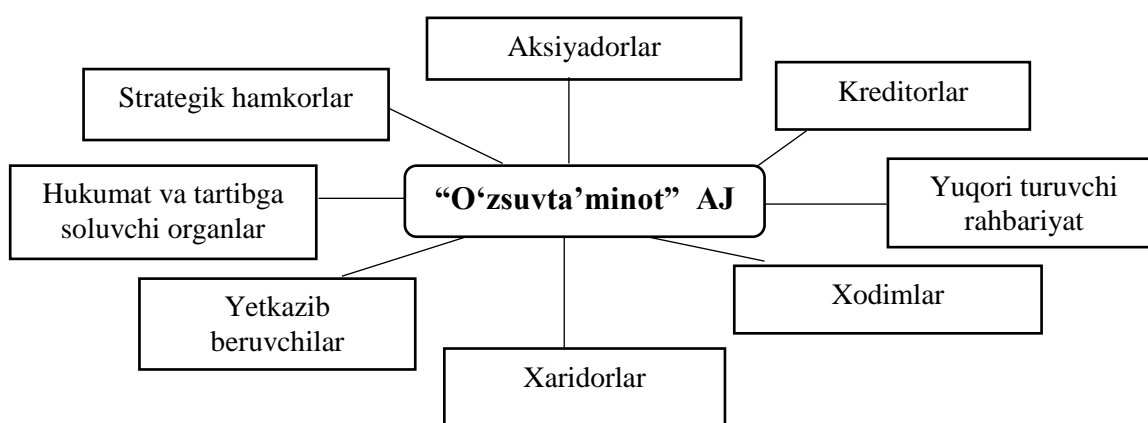 Aksiyadorlar
Strategik hamkorlar
Kreditorlar
“O‘zsuvta’minot” AJ
Hukumat va tartibga
soluvchi organlar
Yuqori turuvchi
rahbariyat
Yetkazib
beruvchilar
Xodimlar
Xaridorlar